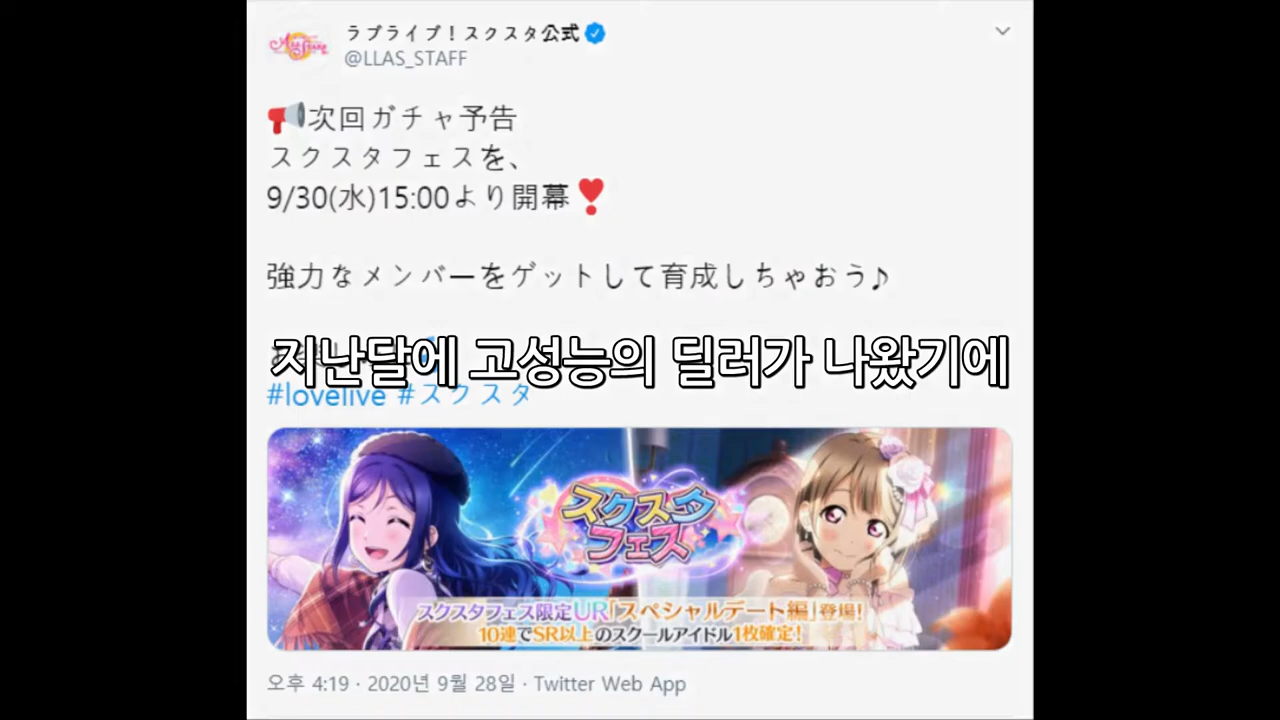 ラブライブ！スクスタ公式
@LLAS_STAFF
次回ガチャ予告
スクスタフェスを、
9/30(水)15:00より開幕
強力なメンバーをゲットして育成しちゃおう♪
지난달에 고성능의 딜러가 나왔기에
#lovelive #スクスタ
スクスタ
フェス
スクスタフェス限定UR「スペシャルデート編」登場!
10連でSR以上のスクールアイドル1枚確定!
오후 4:19 · 2020년 9월 28일 · Twitter Web App